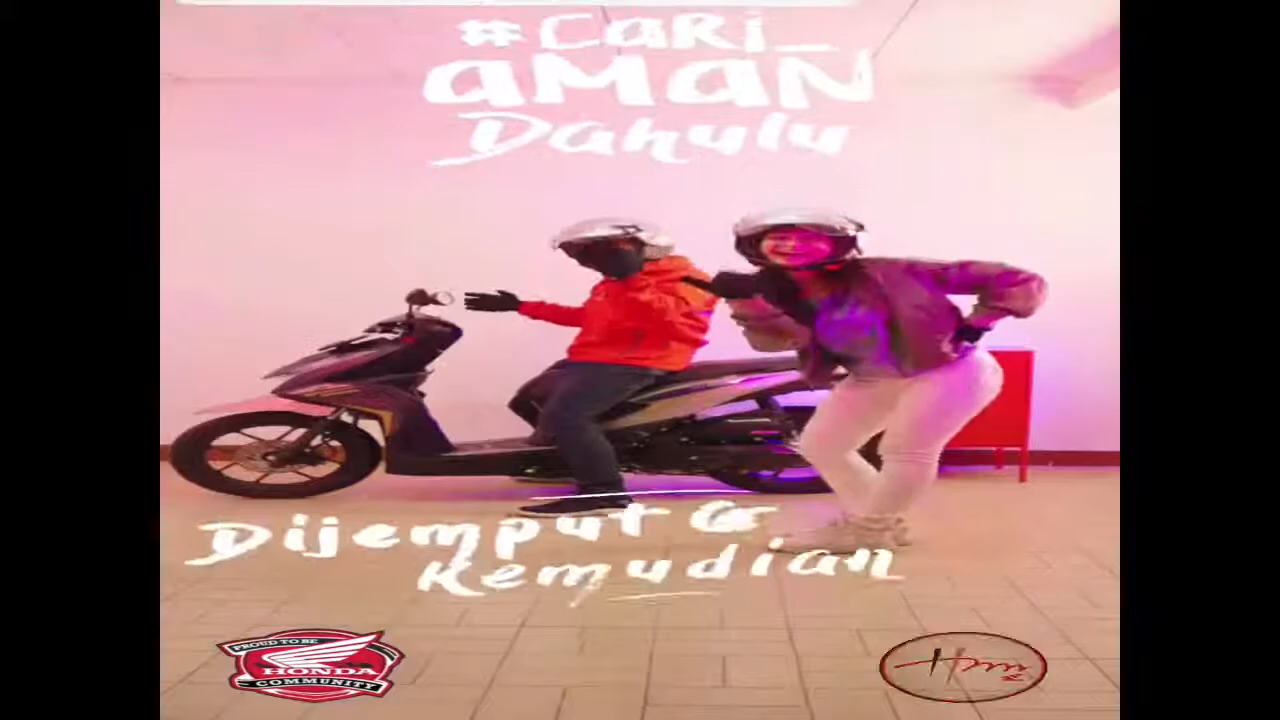 #Cari_
aMaN
Dahulu
Dijemput &
Kemudian
PROUD TO BE
HONDA
COMMUNITY